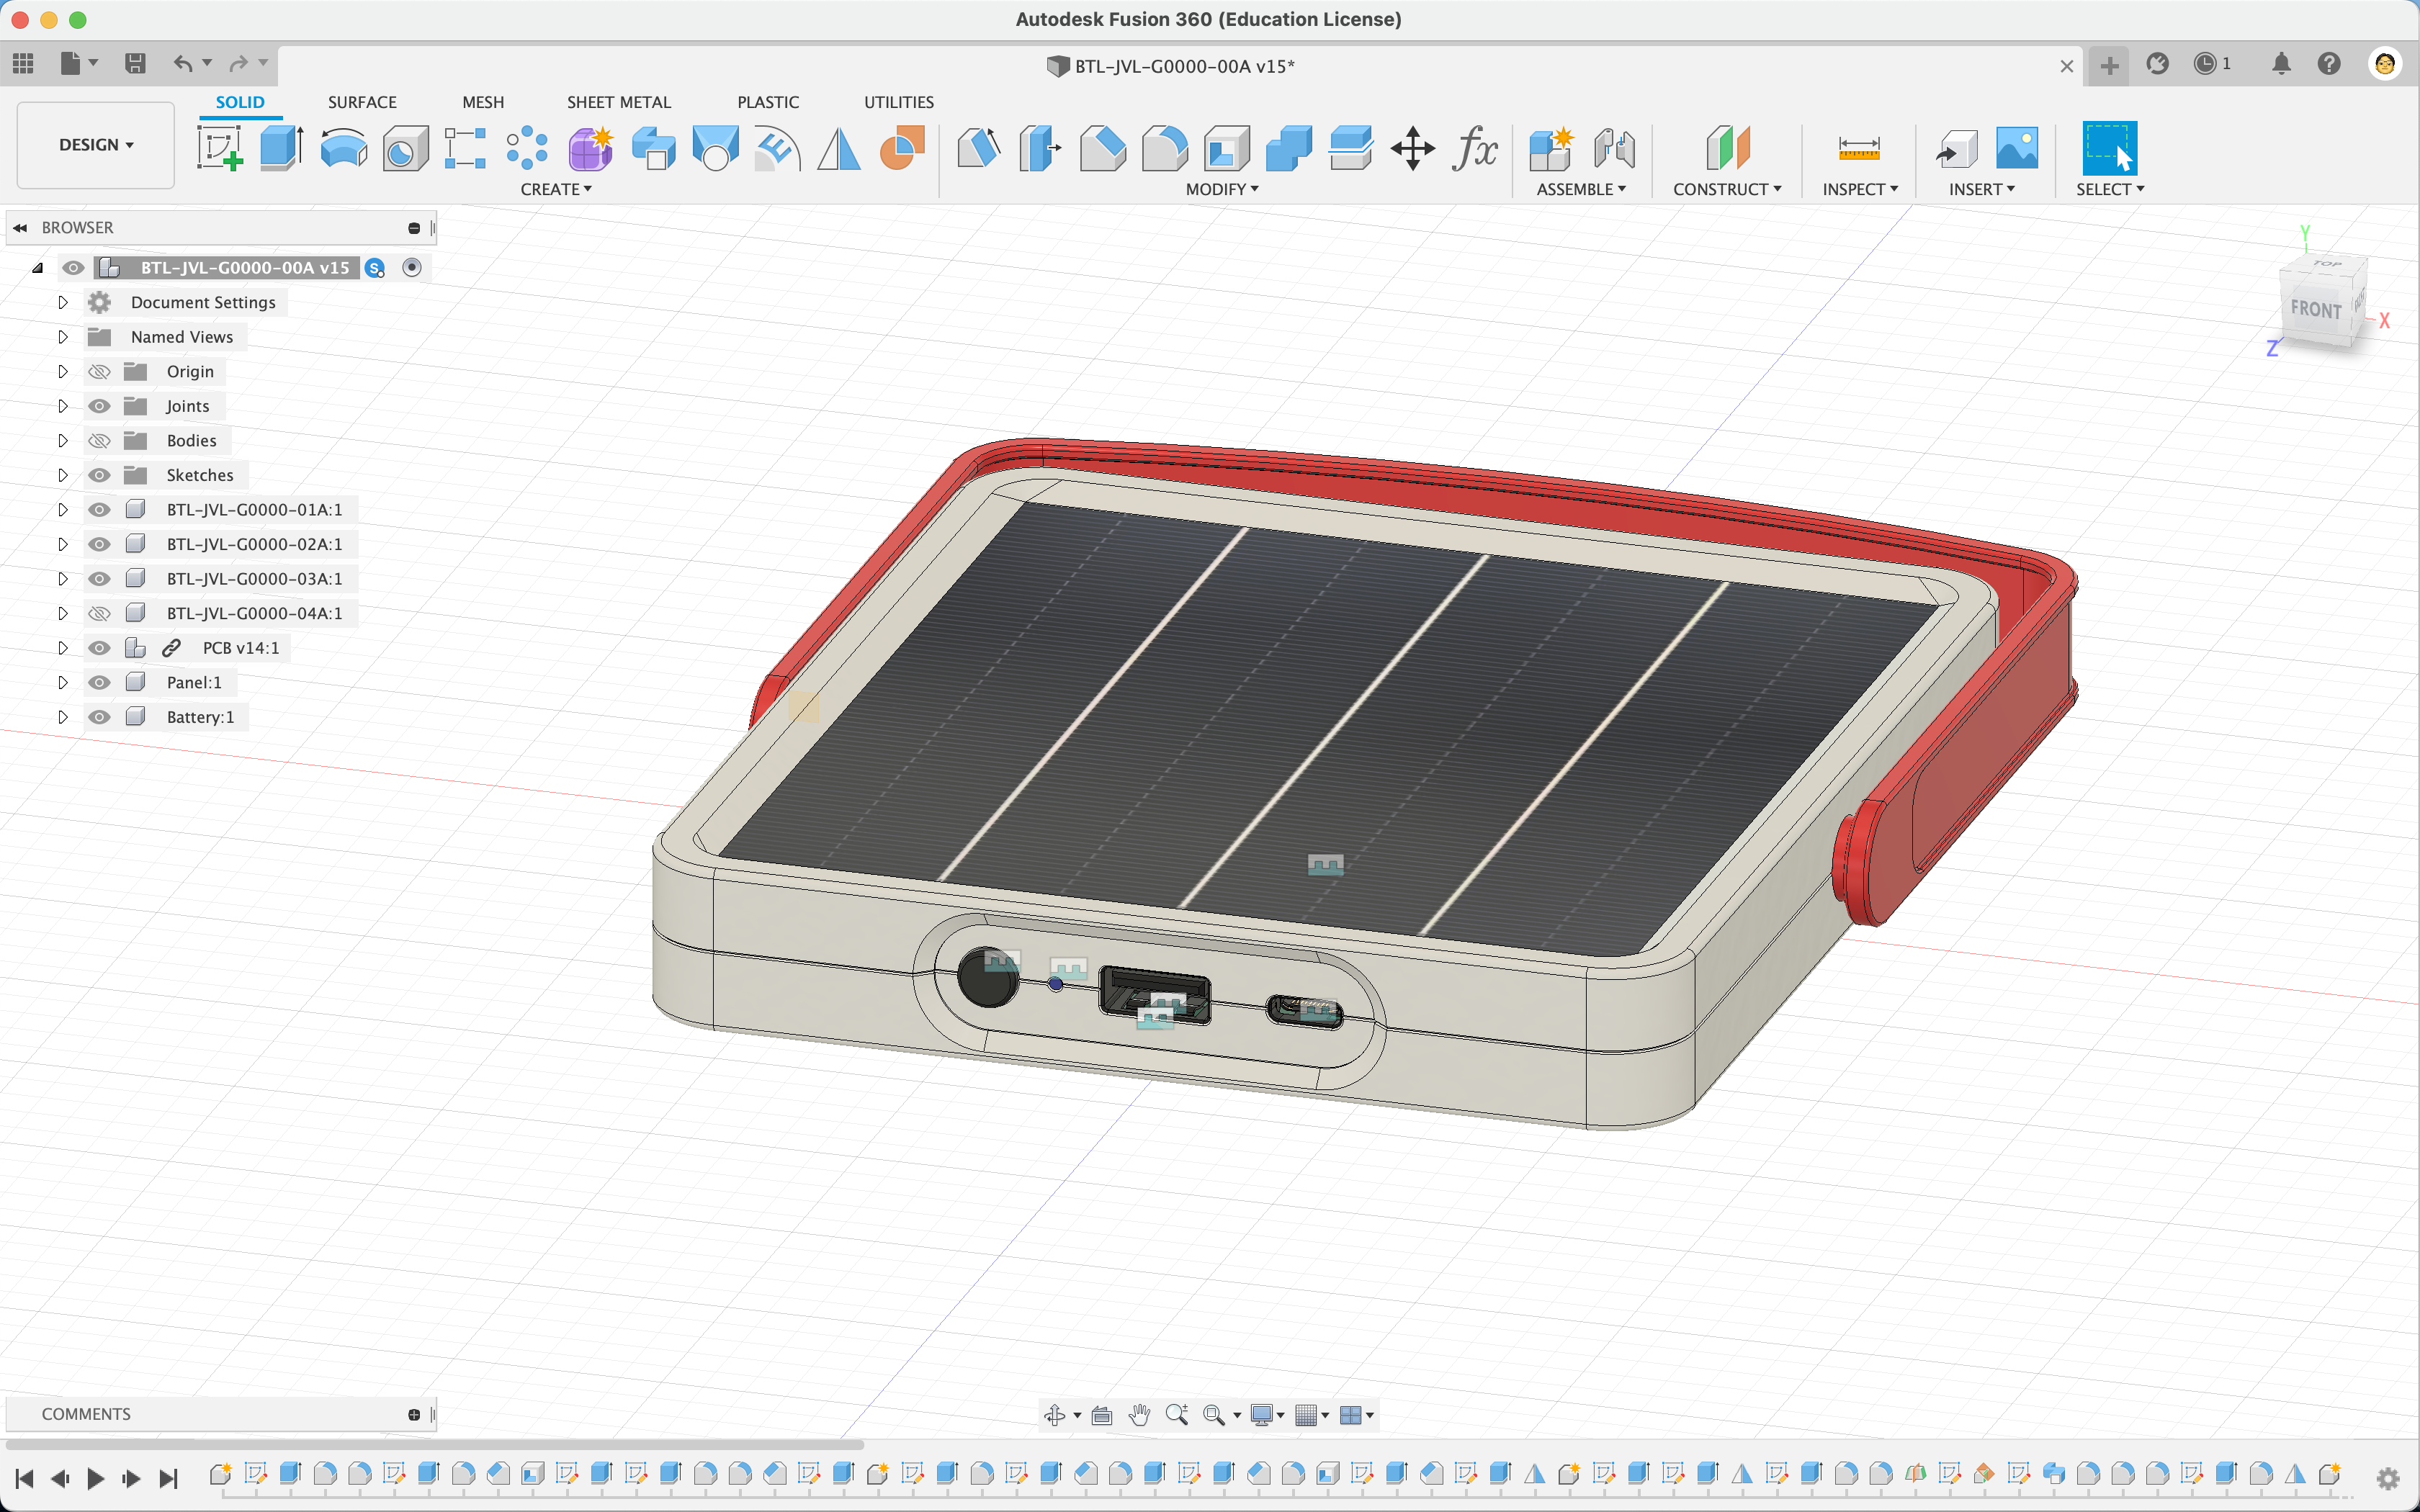 Autodesk Fusion 360 (Education License)
BTL-JVL-G0000-00A v15*
1
SOLID SURFACE MESH SHEET METAL PLASTIC UTILITIES
DESIGN
CREATE MODIFY fx ASSEMBLE CONSTRUCT INSPECT INSERT SELECT
BROWSER
BTL-JVL-G0000-00A v15 S
Document Settings
Named Views
Origin
Joints
Bodies
Sketches
BTL-JVL-G0000-01A:1
BTL-JVL-G0000-02A:1
BTL-JVL-G0000-03A:1
BTL-JVL-G0000-04A:1
PCB v14:1
Panel:1
Battery:1
Y
TOP
FRONT
X
Z
COMMENTS